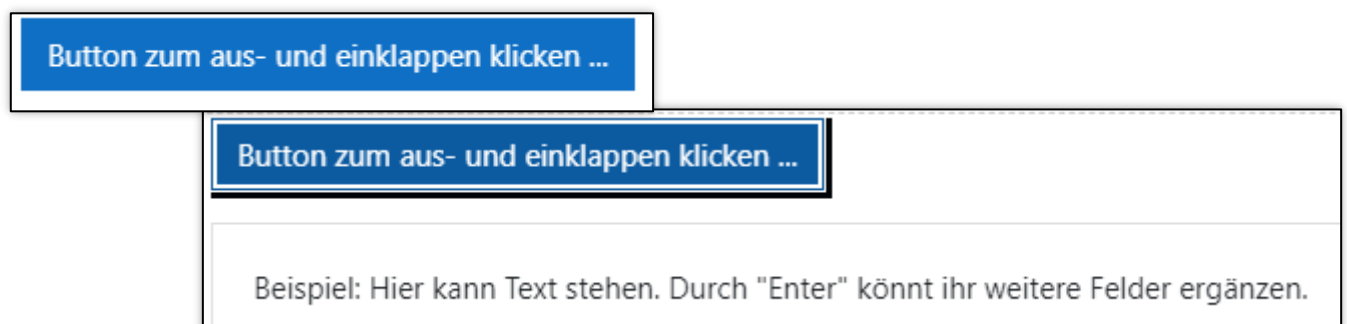 Button zum aus- und einklappen klicken ...
Button zum aus- und einklappen klicken ...
Beispiel: Hier kann Text stehen. Durch "Enter" könnt ihr weitere Felder ergänzen.